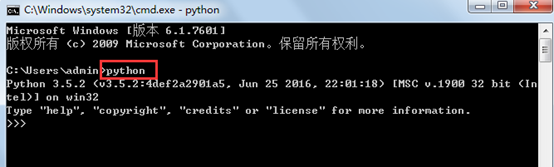 C:\Windows\system32\cmd.exe - python
Microsoft Windows [版本 6.1.7601]
版权所有 (c) 2009 Microsoft Corporation。保留所有权利。
C:\Users\admin>python
Python 3.5.2 (v3.5.2:4def2a2901a5, Jun 25 2016, 22:01:18) [MSC v.1900 32 bit (In
tel)] on win32
Type "help", "copyright", "credits" or "license" for more information.
>>>